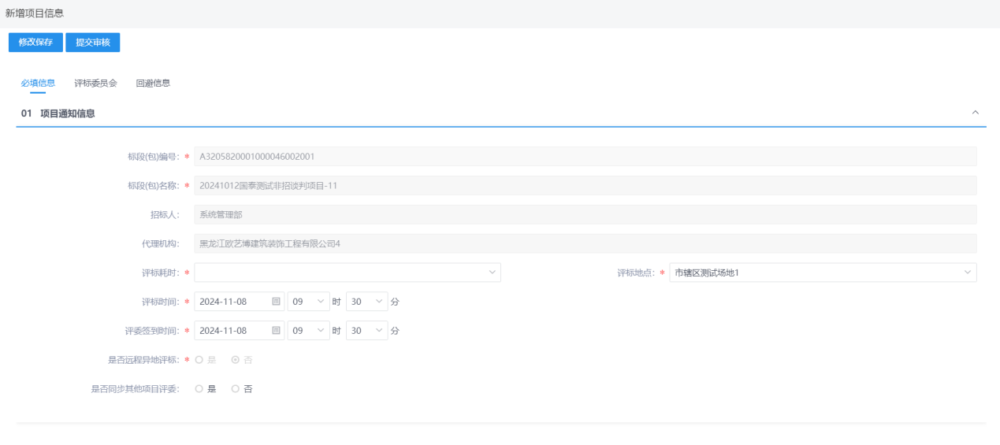 新增项目信息
修改保存 提交审核
必填信息 评标委员会 回避信息
01 项目通知信息
标段(包)编号: * A3205820001000046002001
标段(包)名称: * 20241012国泰测试非招谈判项目-11
招标人: 系统管理部
代理机构: 黑龙江欧艺博建筑装饰工程有限公司4
评标耗时: * 评标地点: * 市辖区测试场地1
评标时间: * 2024-11-08 09 时 30 分
评委签到时间: * 2024-11-08 09 时 30 分
是否远程异地评标: * 是 否
是否同步其他项目评委: 是 否